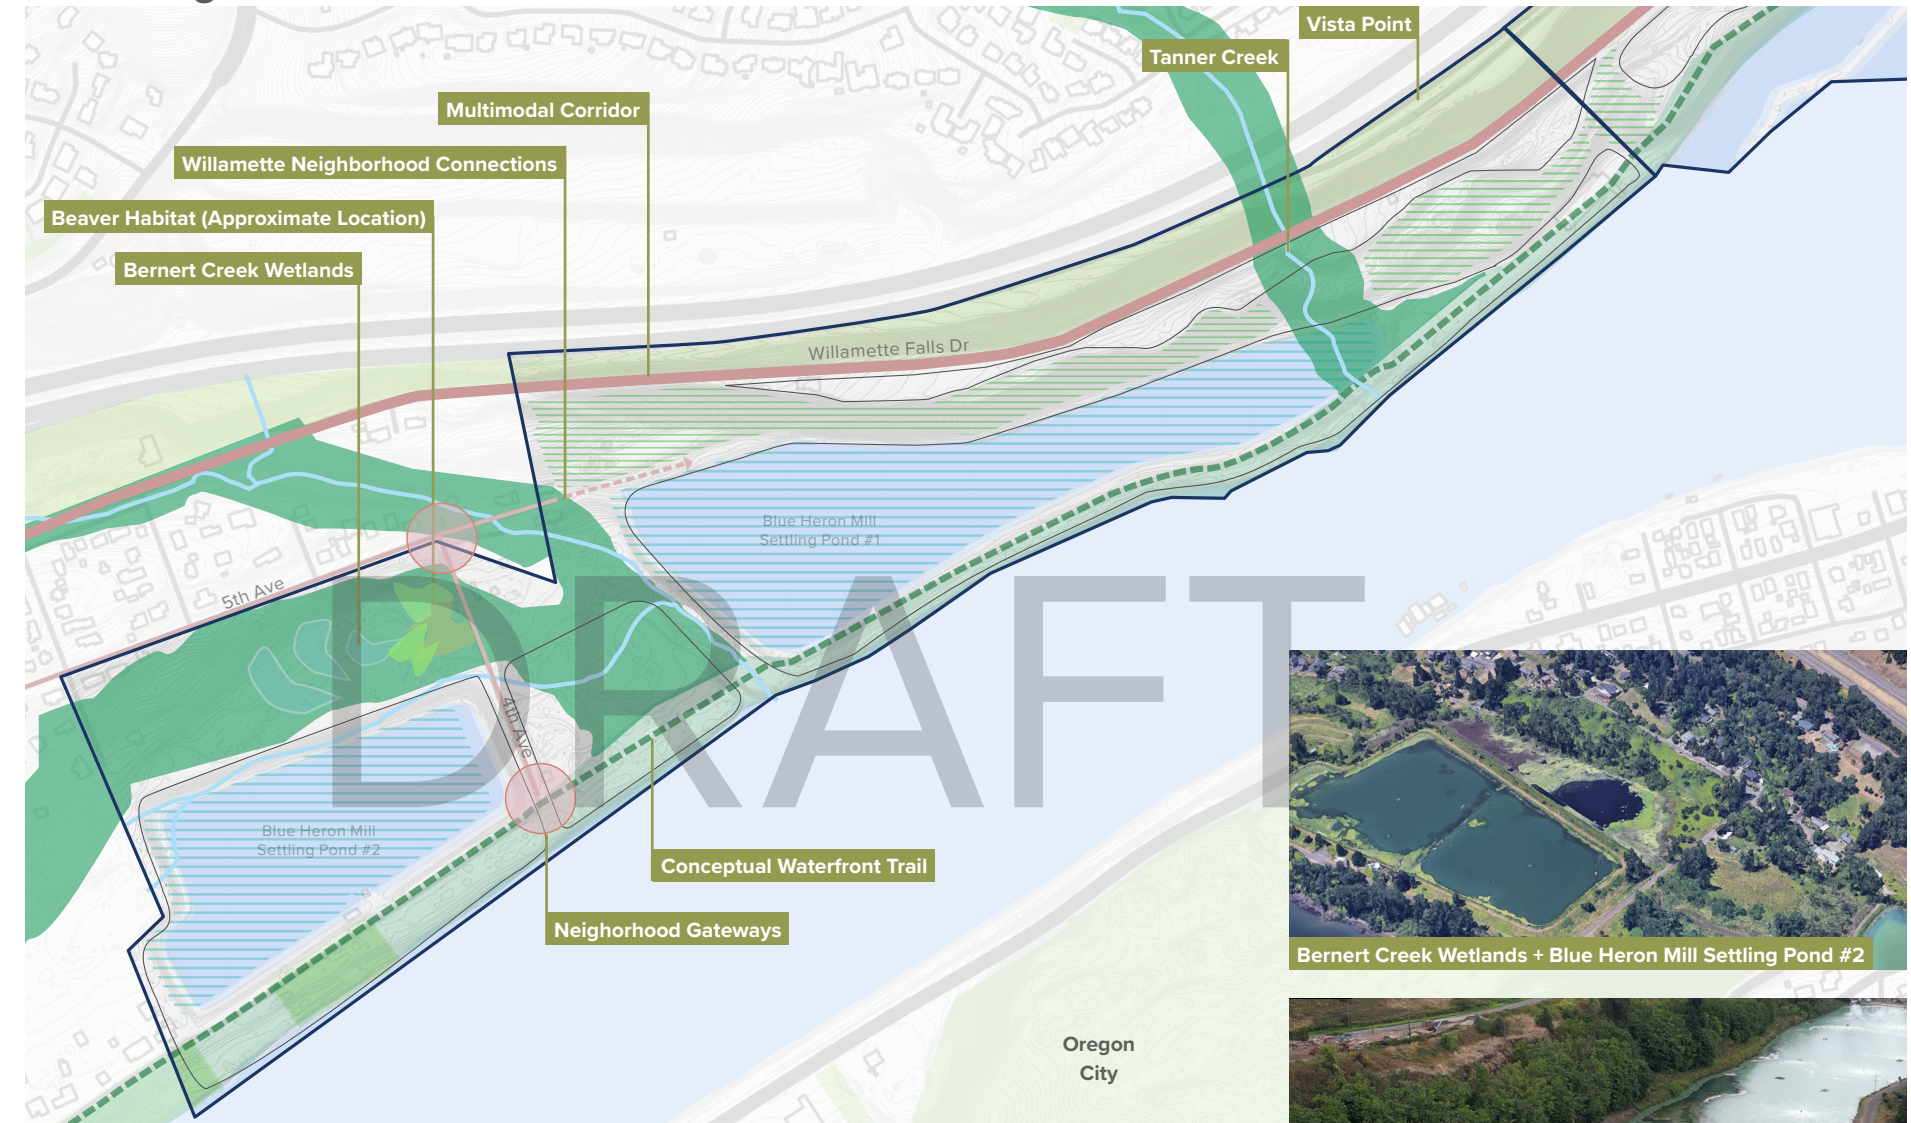 Vista Point
Tanner Creek
Multimodal Corridor
Willamette Neighborhood Connections
Beaver Habitat (Approximate Location)
Bernert Creek Wetlands
Willamette Falls Dr
Blue Heron Mill
Settling Pond #1
5th Ave
DRAFT
4th Ave
Blue Heron Mill
Settling Pond #2
Conceptual Waterfront Trail
Neighorhood Gateways
Bernert Creek Wetlands + Blue Heron Mill Settling Pond #2
Oregon
City